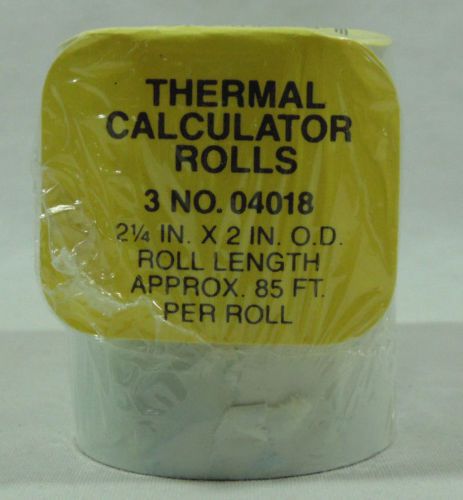 THERMAL
CALCULATOR
ROLLS
3 NO. 04018
2¼ IN. X 2 IN. O.D.
ROLL LENGTH
APPROX. 85 FT.
PER ROLL